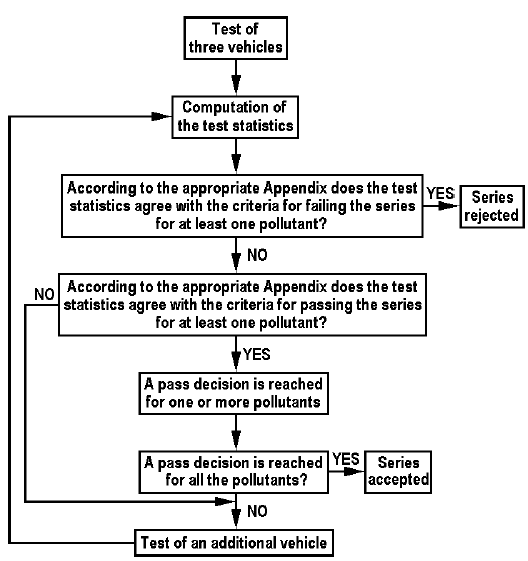 Test of
three vehicles
Computation of
the test statistics
According to the appropriate Appendix does the test
statistics agree with the criteria for failing the series
for at least one pollutant?
YES
Series
rejected
NO
According to the appropriate Appendix does the test
statistics agree with the criteria for passing the series
for at least one pollutant?
NO
YES
A pass decision is reached
for one or more pollutants
A pass decision is reached
for all the pollutants?
YES
Series
accepted
NO
Test of an additional vehicle